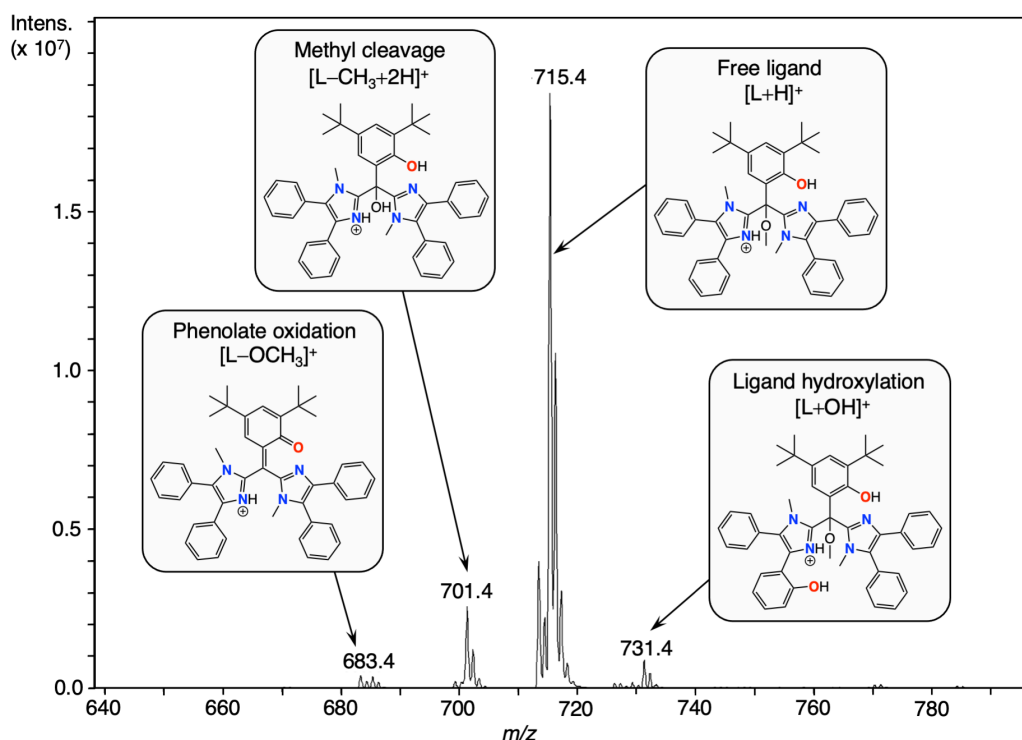 Intens.
(x 10⁷)
Methyl cleavage
[L–CH₃+2H]⁺
OH
N
N
OH
NH
N
⊕
715.4
Free ligand
[L+H]⁺
OH
N
N
O
NH
N
⊕
1.5
Phenolate oxidation
[L–OCH₃]⁺
O
N
N
NH
N
⊕
1.0
Ligand hydroxylation
[L+OH]⁺
OH
N
N
O
NH
N
⊕
OH
0.5
701.4
731.4
683.4
0.0
640 660 680 700 720 740 760 780
m/z